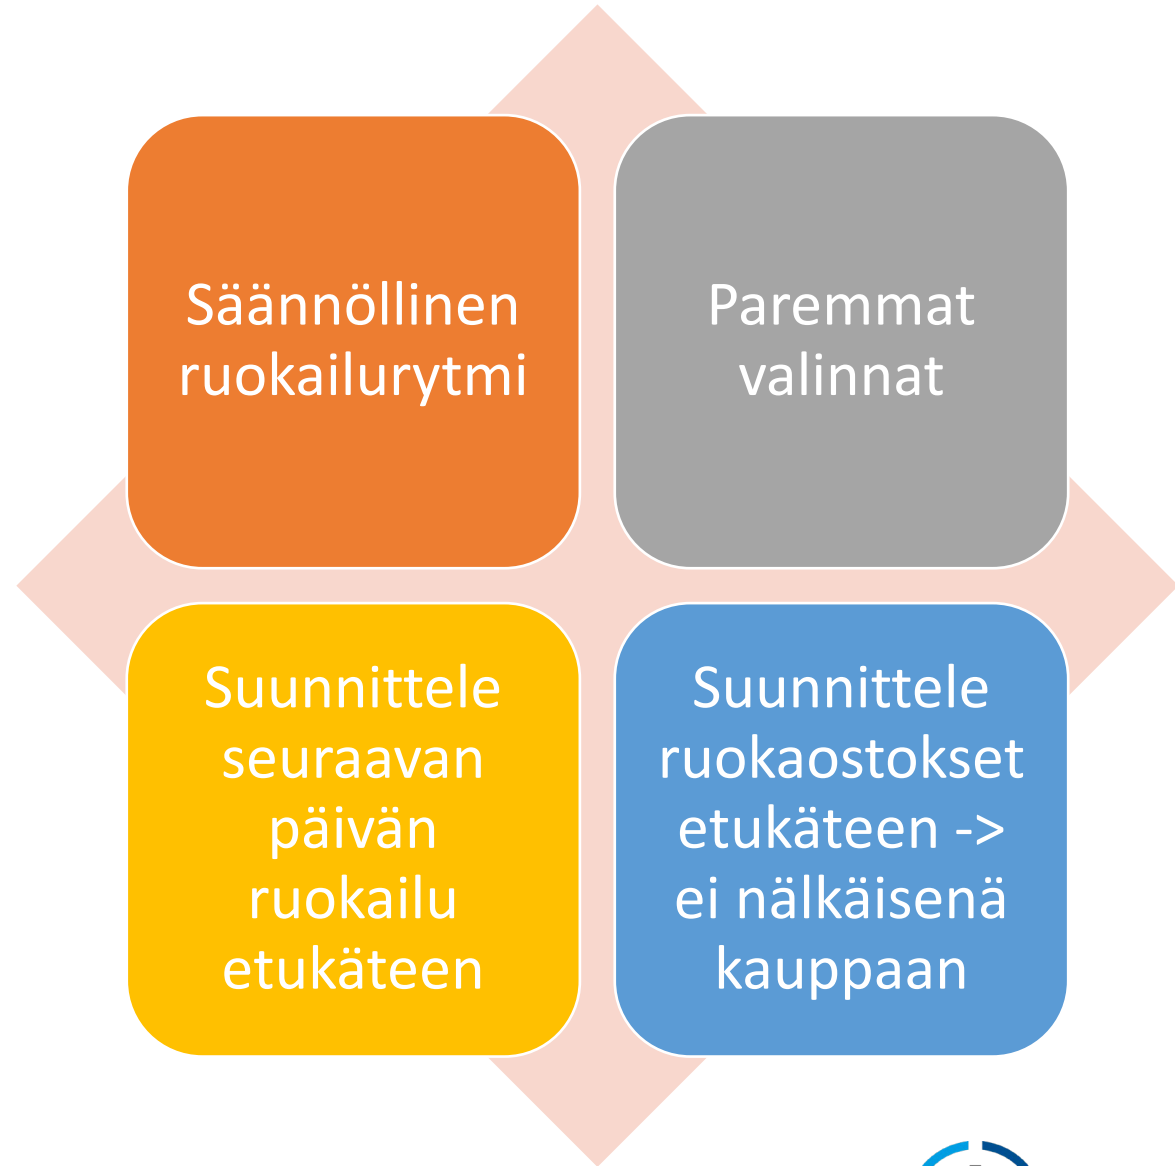 Säännöllinen
ruokailurytmi
Paremmat
valinnat
Suunnittele
seuraavan
päivän
ruokailu
etukäteen
Suunnittele
ruokaostokset
etukäteen ->
ei nälkäisenä
kauppaan